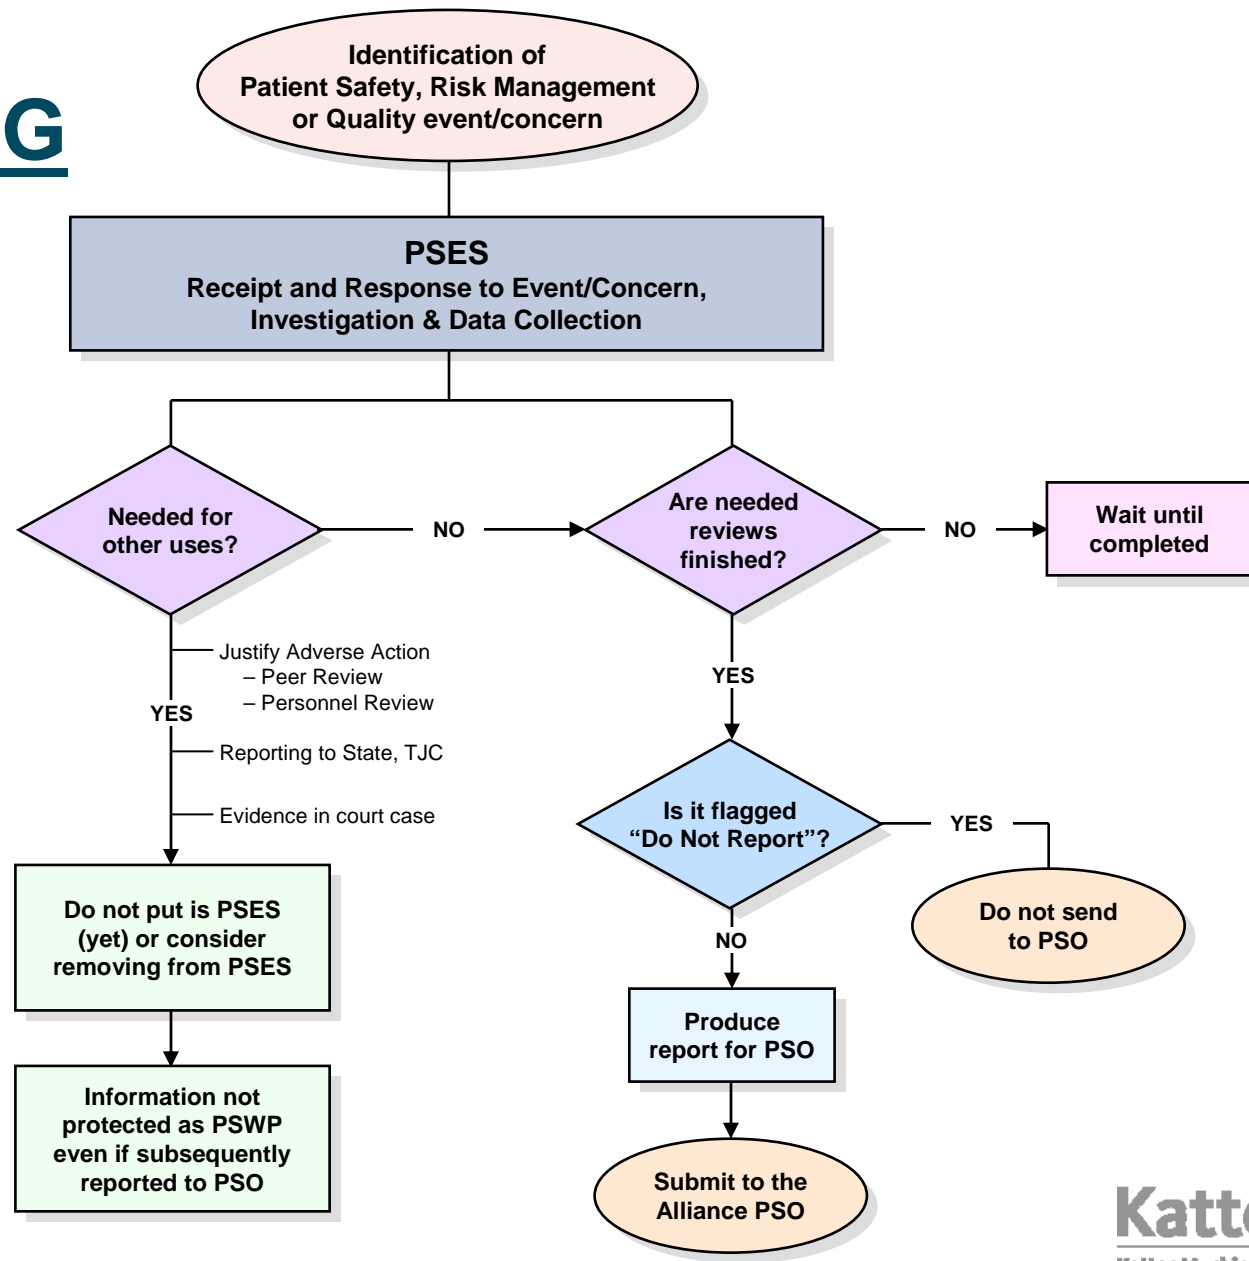 Identification of
Patient Safety, Risk Management
or Quality event/concern
G
PSES
Receipt and Response to Event/Concern,
Investigation & Data Collection
Needed for
other uses?
NO
Are needed
reviews
finished?
NO
Wait until
completed
Justify Adverse Action
– Peer Review
– Personnel Review
YES
Reporting to State, TJC
Evidence in court case
YES
Is it flagged
“Do Not Report”?
YES
Do not send
to PSO
NO
Do not put is PSES
(yet) or consider
removing from PSES
Produce
report for PSO
Information not
protected as PSWP
even if subsequently
reported to PSO
Submit to the
Alliance PSO